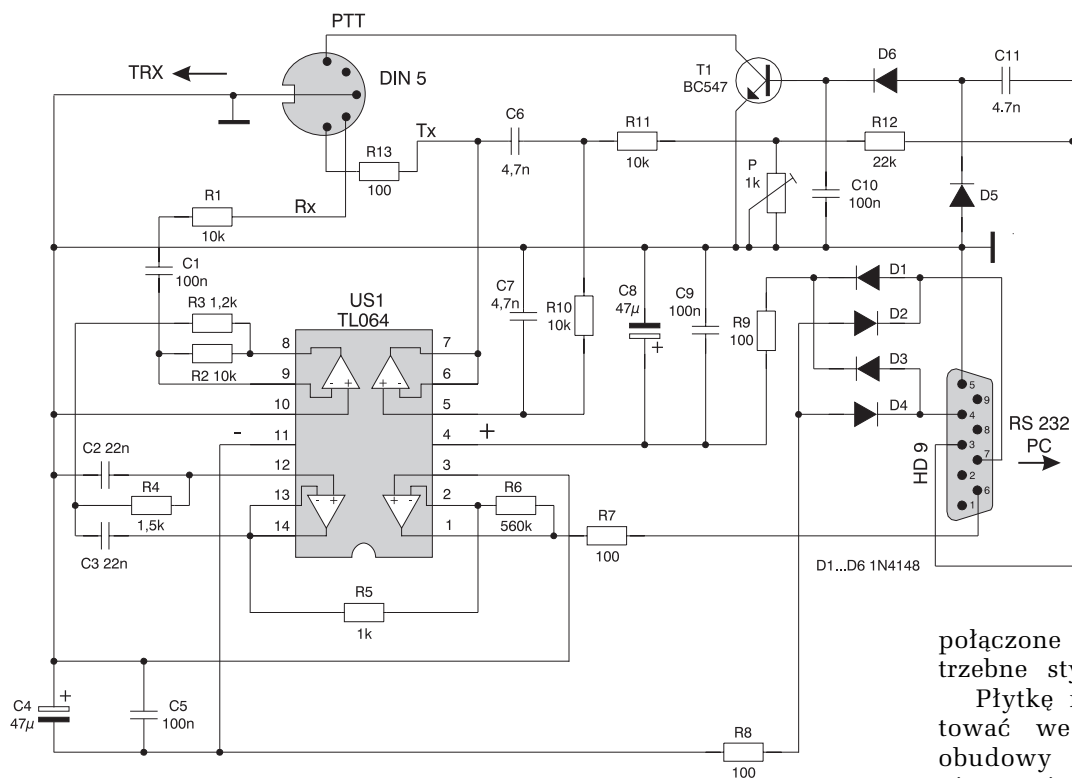 PTT
TRX
DIN 5
T1
BC547
D6
C11
4.7n
Tx
C6
4,7n
R11
10k
R12
22k
R13
100
P
1k
C10
100n
D5
R1
10k
Rx
C1
100n
R3 1,2k
R2 10k
US1
TL064
C7
4,7n
R10
10k
C8
47µ
+
C9
100n
R9
100
D1
D2
D3
D4
8
9
10
11
12
13
14
7
6
5
4
3
2
1
- +
+ -
- +
- +
-
+
C2 22n
R4
1,5k
C3 22n
R6
560k
R7
100
R5
1k
HD 9
5
9
4
8
3
7
2
6
1
RS 232
PC
D1...D6 1N4148
C4
47µ
+
C5
100n
R8
100
połączone
trzebne sty
Płytkę
tować we
obudowy